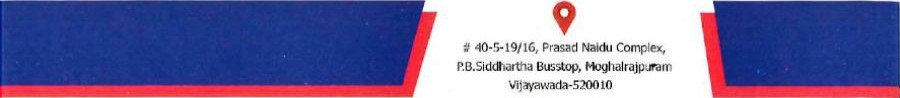 # 40-5-19/16, Prasad Naidu Complex,
P.B.Siddhartha Busstop, Moghalrajpuram
Vijayawada-520010